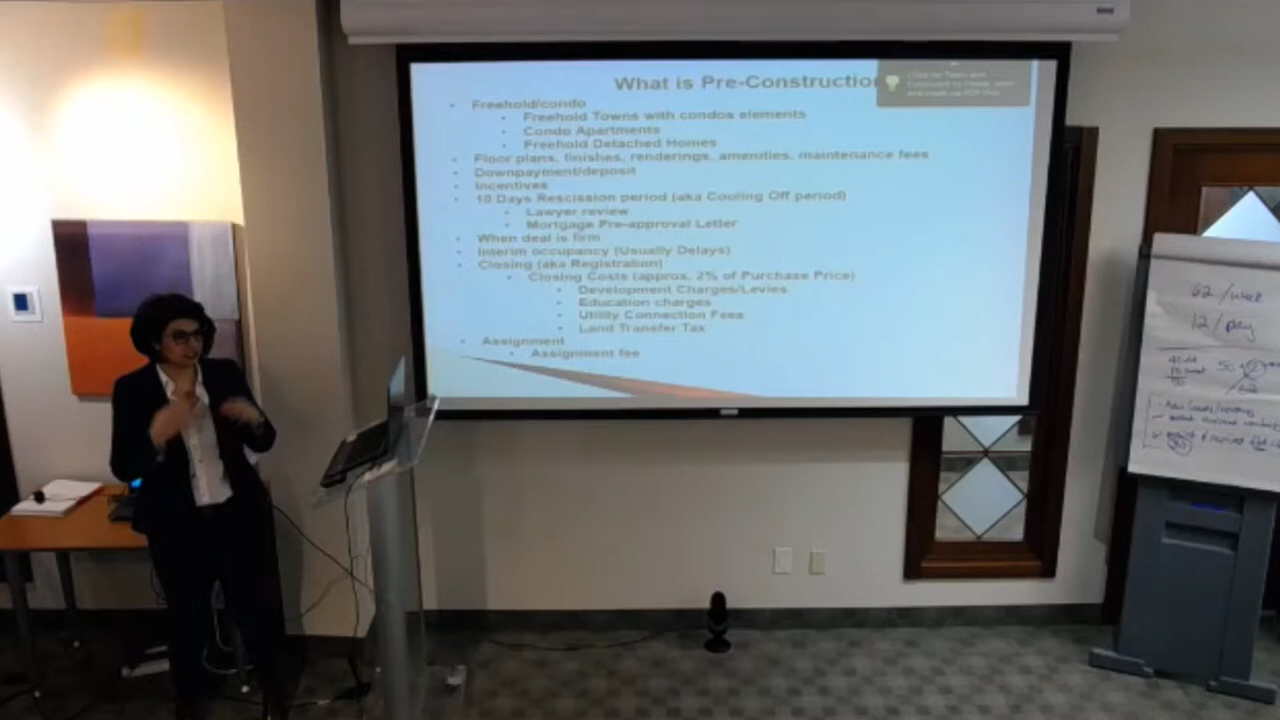 What is Pre-Construction
Freehold/condo
Freehold Towns with condos elements
Condo Apartments
Freehold Detached Homes
Floor plans, finishes, renderings, amenities, maintenance fees
Downpayment/deposit
Incentives
10 Days Rescission period (aka Cooling Off period)
Lawyer review
Mortgage Pre-approval Letter
When deal is firm
Interim occupancy (Usually Delays)
Closing (aka Registration)
Closing Costs (approx. 2% of Purchase Price)
Development Charges/Levies
Education charges
Utility Connection Fees
Land Transfer Tax
Assignment
Assignment fee
62 /week
12 /day
50